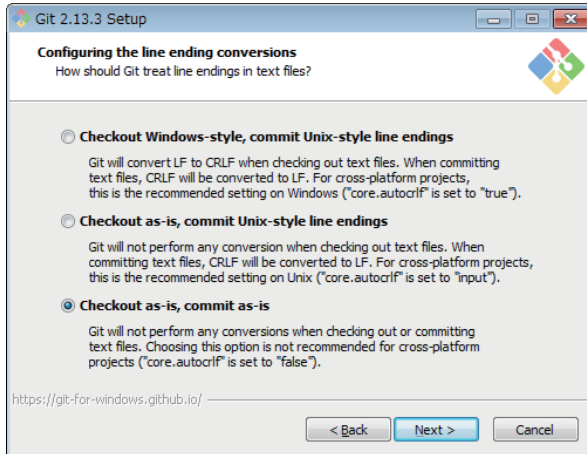 Git 2.13.3 Setup
Configuring the line ending conversions
How should Git treat line endings in text files?
Checkout Windows-style, commit Unix-style line endings
Git will convert LF to CRLF when checking out text files. When committing
text files, CRLF will be converted to LF. For cross-platform projects,
this is the recommended setting on Windows ("core.autocrlf" is set to "true").
Checkout as-is, commit Unix-style line endings
Git will not perform any conversion when checking out text files. When
committing text files, CRLF will be converted to LF. For cross-platform projects,
this is the recommended setting on Unix ("core.autocrlf" is set to "input").
Checkout as-is, commit as-is
Git will not perform any conversions when checking out or committing
text files. Choosing this option is not recommended for cross-platform
projects ("core.autocrlf" is set to "false").
https://git-for-windows.github.io/
< Back Next > Cancel